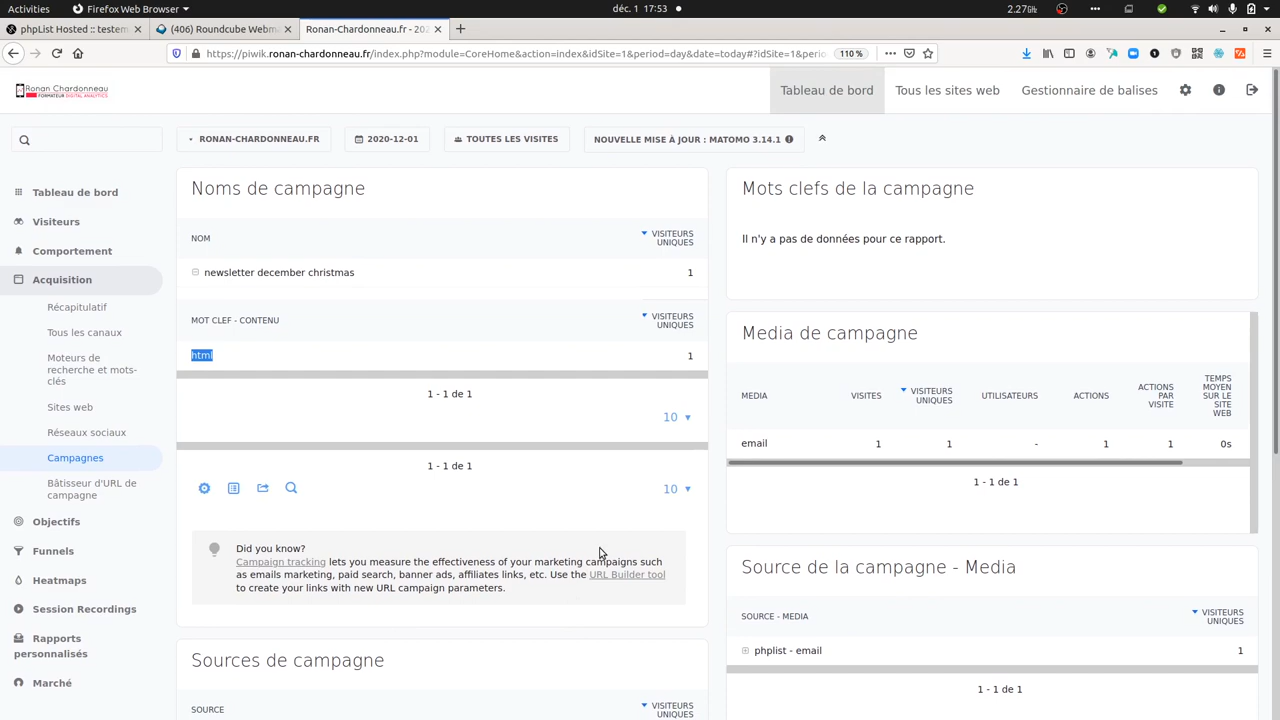 Activities
Firefox Web Browser
déc. 1 17:53
2.27GHz
phpList Hosted :: testem
(406) Roundcube Webma
Ronan-Chardonneau.fr - 202
https://piwik.ronan-chardonneau.fr/index.php?module=CoreHome&action=index&idSite=1&period=day&date=today#?idSite=1&perio
110 %
Ronan Chardonneau
FORMATEUR DIGITAL ANALYTICS
Tableau de bord
Tous les sites web
Gestionnaire de balises
RONAN-CHARDONNEAU.FR
2020-12-01
TOUTES LES VISITES
NOUVELLE MISE À JOUR : MATOMO 3.14.1
Tableau de bord
Visiteurs
Comportement
Acquisition
Récapitulatif
Tous les canaux
Moteurs de
recherche et mots-
clés
Sites web
Réseaux sociaux
Campagnes
Bâtisseur d'URL de
campagne
Objectifs
Funnels
Heatmaps
Session Recordings
Rapports
personnalisés
Marché
Noms de campagne
NOM
VISITEURS
UNIQUES
newsletter december christmas
1
MOT CLEF - CONTENU
VISITEURS
UNIQUES
html
1
1 - 1 de 1
10
1 - 1 de 1
10
Did you know?
Campaign tracking lets you measure the effectiveness of your marketing campaigns such
as emails marketing, paid search, banner ads, affiliates links, etc. Use the URL Builder tool
to create your links with new URL campaign parameters.
Sources de campagne
SOURCE
VISITEURS
UNIQUES
Mots clefs de la campagne
Il n'y a pas de données pour ce rapport.
Media de campagne
MEDIA
VISITES
VISITEURS
UNIQUES
UTILISATEURS
ACTIONS
ACTIONS
PAR
VISITE
TEMPS
MOYEN
SUR LE
SITE
WEB
email
1
1
-
1
1
0s
1 - 1 de 1
Source de la campagne - Media
SOURCE - MEDIA
VISITEURS
UNIQUES
phplist - email
1
1 - 1 de 1